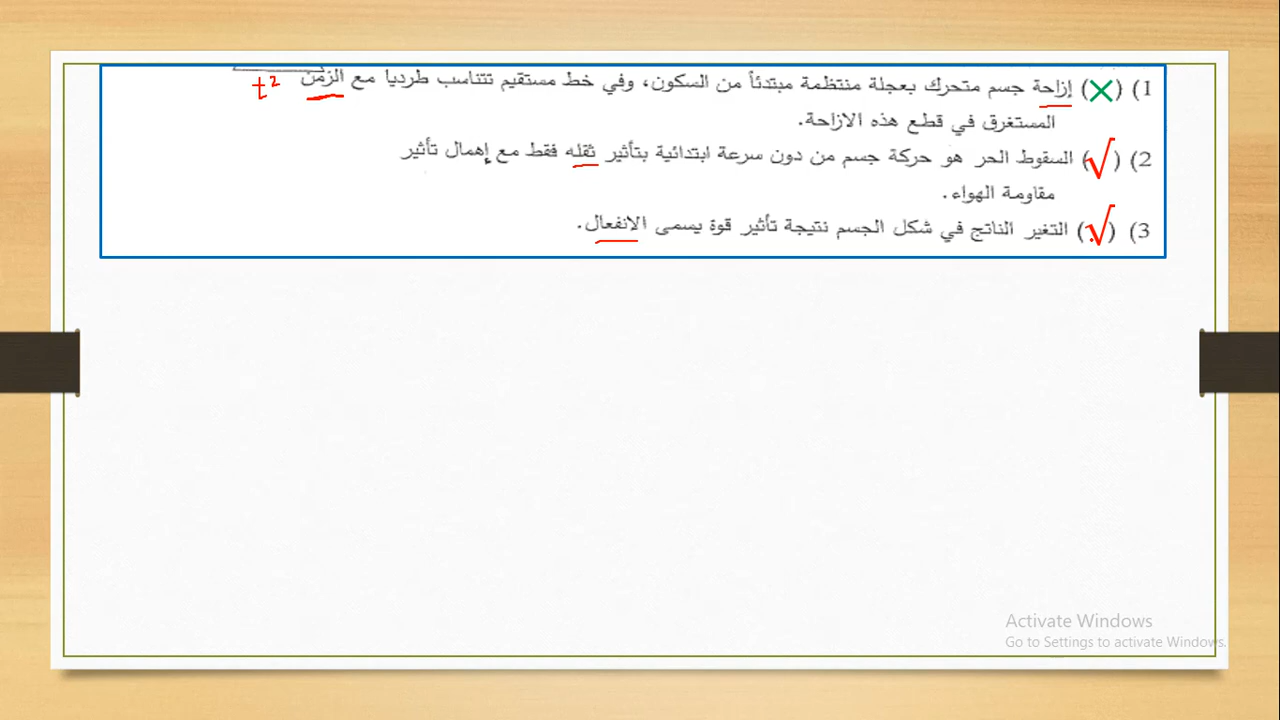 1) (×) إزاحة جسم متحرك بعجلة منتظمة مبتدئاً من السكون، وفي خط مستقيم تتناسب طرديا مع الزمن t²
المستغرق في قطع هذه الازاحة.
2) (√) السقوط الحر هو حركة جسم من دون سرعة ابتدائية بتأثير ثقله فقط مع إهمال تأثير
مقاومة الهواء.
3) (√) التغير الناتج في شكل الجسم نتيجة تأثير قوة يسمى الانفعال.
Activate Windows
Go to Settings to activate Windows.